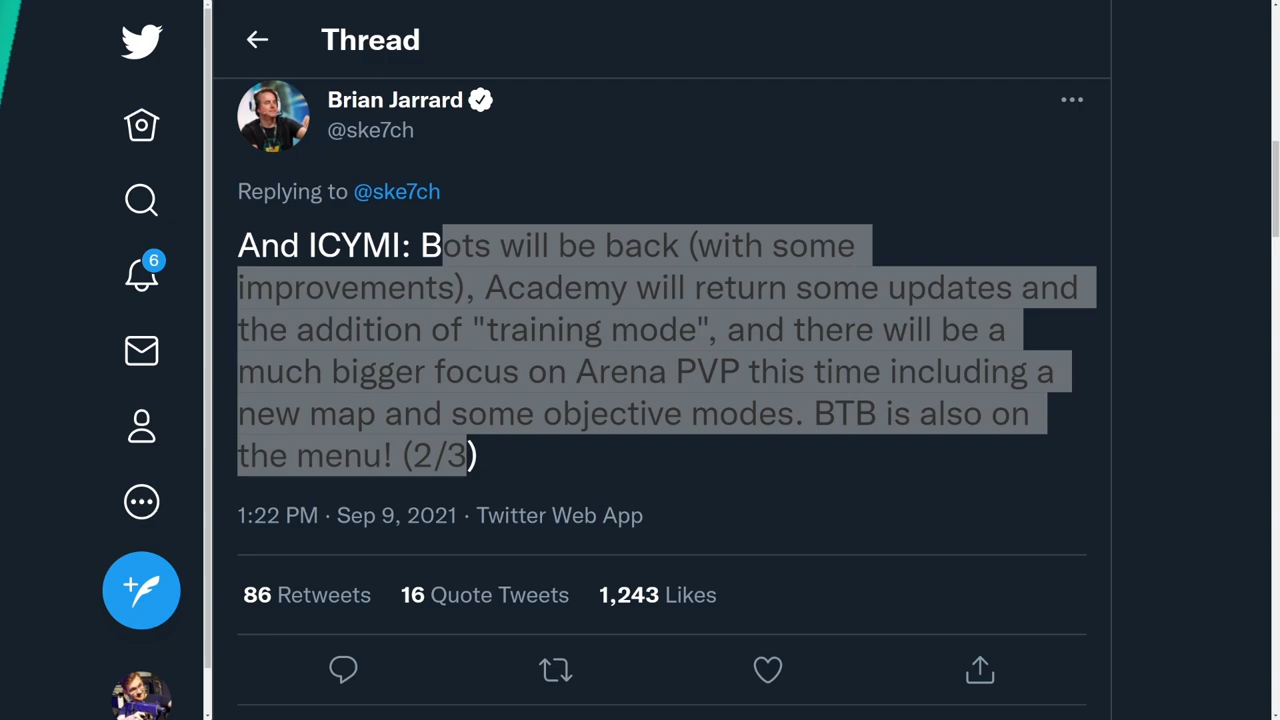 Thread
Brian Jarrard
@ske7ch
Replying to @ske7ch
And ICYMI: Bots will be back (with some
improvements), Academy will return some updates and
the addition of "training mode", and there will be a
much bigger focus on Arena PVP this time including a
new map and some objective modes. BTB is also on
the menu! (2/3)
1:22 PM · Sep 9, 2021 · Twitter Web App
86 Retweets 16 Quote Tweets 1,243 Likes
6